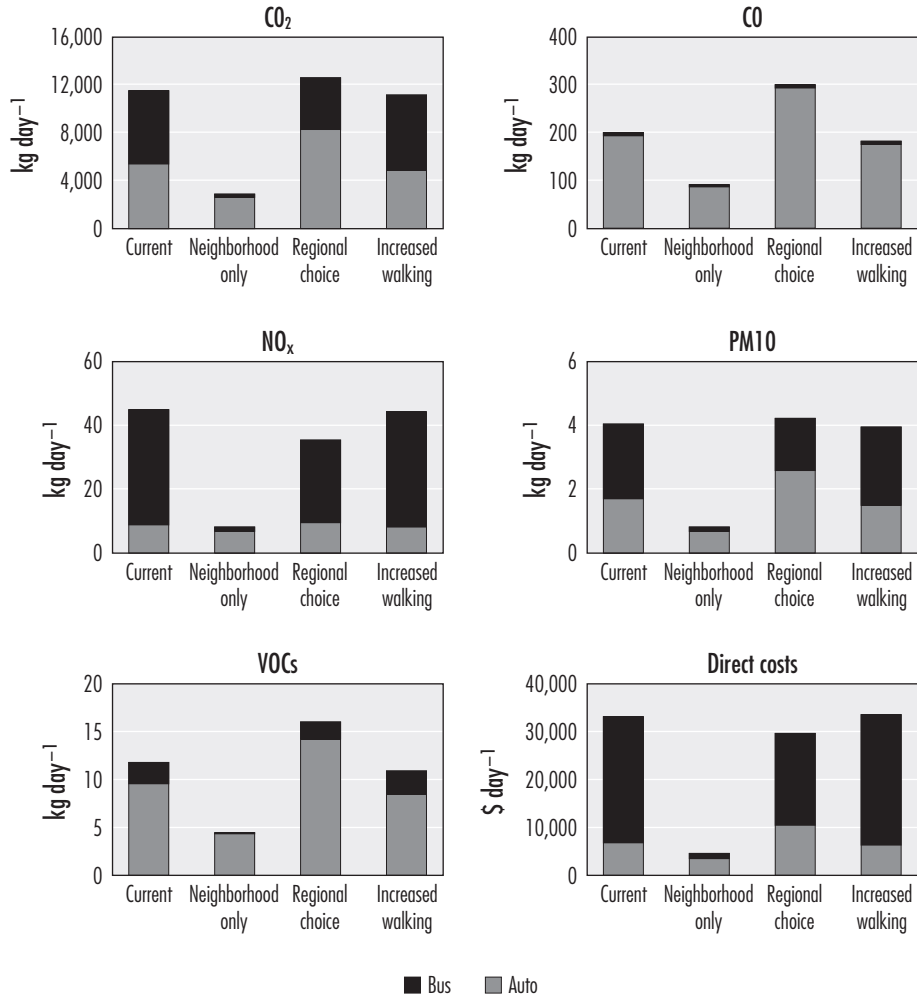 CO₂
16,000
12,000
8,000
4,000
0
kg day⁻¹
Current
Neighborhood only
Regional choice
Increased walking
CO
400
300
200
100
0
kg day⁻¹
Current
Neighborhood only
Regional choice
Increased walking
NOₓ
60
40
20
0
kg day⁻¹
Current
Neighborhood only
Regional choice
Increased walking
PM10
6
4
2
0
kg day⁻¹
Current
Neighborhood only
Regional choice
Increased walking
VOCs
20
15
10
5
0
kg day⁻¹
Current
Neighborhood only
Regional choice
Increased walking
Direct costs
40,000
30,000
20,000
10,000
0
$ day⁻¹
Current
Neighborhood only
Regional choice
Increased walking
Bus Auto